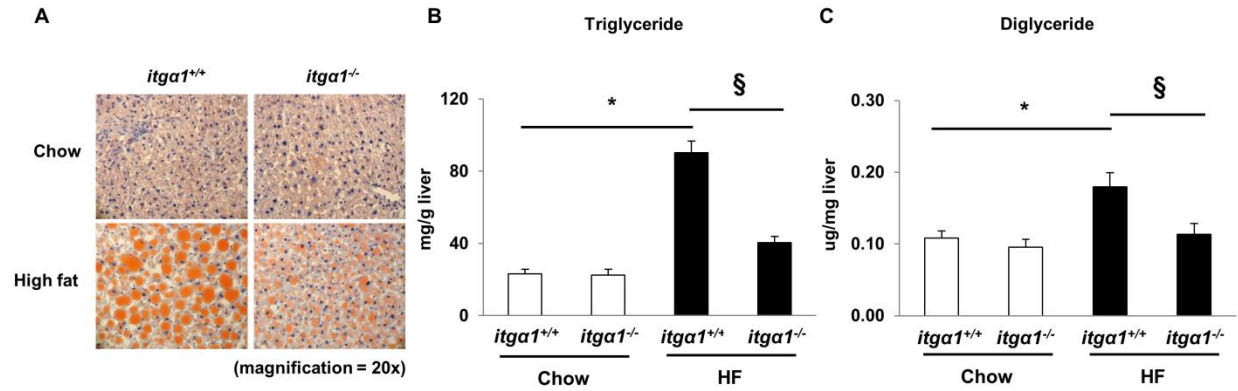 A
itgα1+/+
itgα1-/-
Chow
High fat
(magnification = 20x)
B
Triglyceride
mg/g liver
120
80
40
0
*
§
itgα1+/+
itgα1-/-
itgα1+/+
itgα1-/-
Chow
HF
C
Diglyceride
ug/mg liver
0.30
0.20
0.10
0.00
*
§
itgα1+/+
itgα1-/-
itgα1+/+
itgα1-/-
Chow
HF